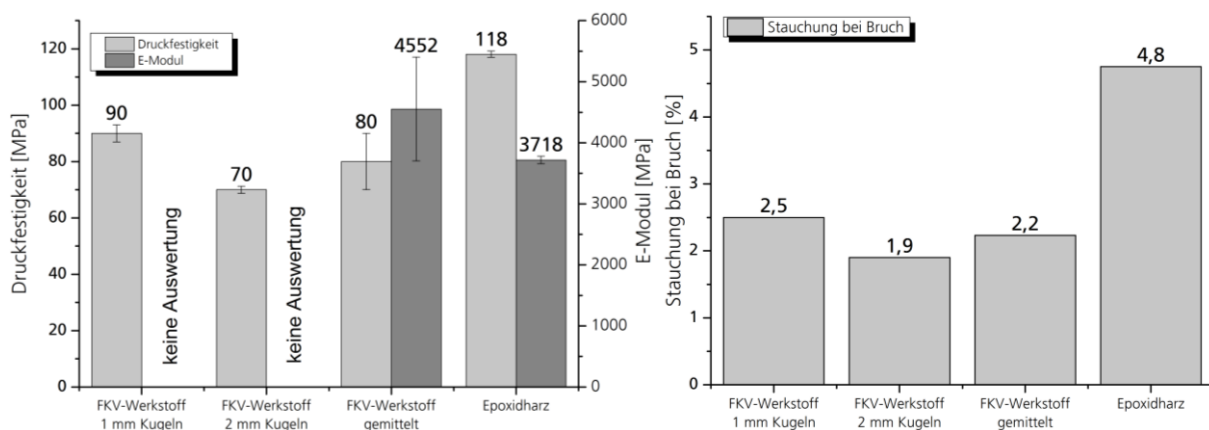 Druckfestigkeit
E-Modul
Druckfestigkeit [MPa]
120
100
80
60
40
20
0
90
keine Auswertung
70
keine Auswertung
80
4552
118
3718
6000
5000
4000
3000
2000
1000
0
E-Modul [MPa]
FKV-Werkstoff
1 mm Kugeln
FKV-Werkstoff
2 mm Kugeln
FKV-Werkstoff
gemittelt
Epoxidharz
Stauchung bei Bruch
Stauchung bei Bruch [%]
5
4
3
2
1
0
2,5
1,9
2,2
4,8
FKV-Werkstoff
1 mm Kugeln
FKV-Werkstoff
2 mm Kugeln
FKV-Werkstoff
gemittelt
Epoxidharz